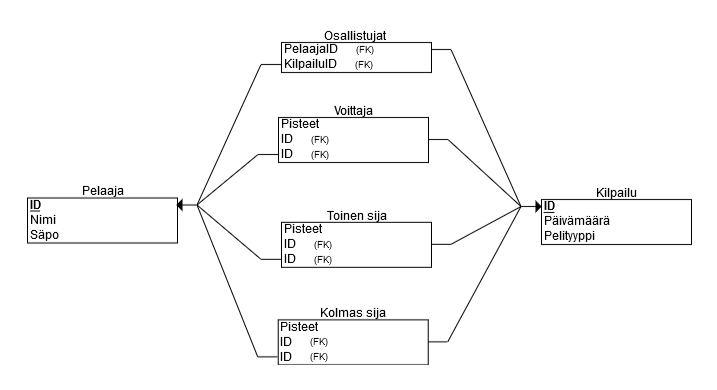 Osallistujat
PelaajaID (FK)
KilpailuID (FK)
Voittaja
Pisteet
ID (FK)
ID (FK)
Pelaaja
ID
Nimi
Säpo
Kilpailu
ID
Päivämäärä
Pelityyppi
Toinen sija
Pisteet
ID (FK)
ID (FK)
Kolmas sija
Pisteet
ID (FK)
ID (FK)